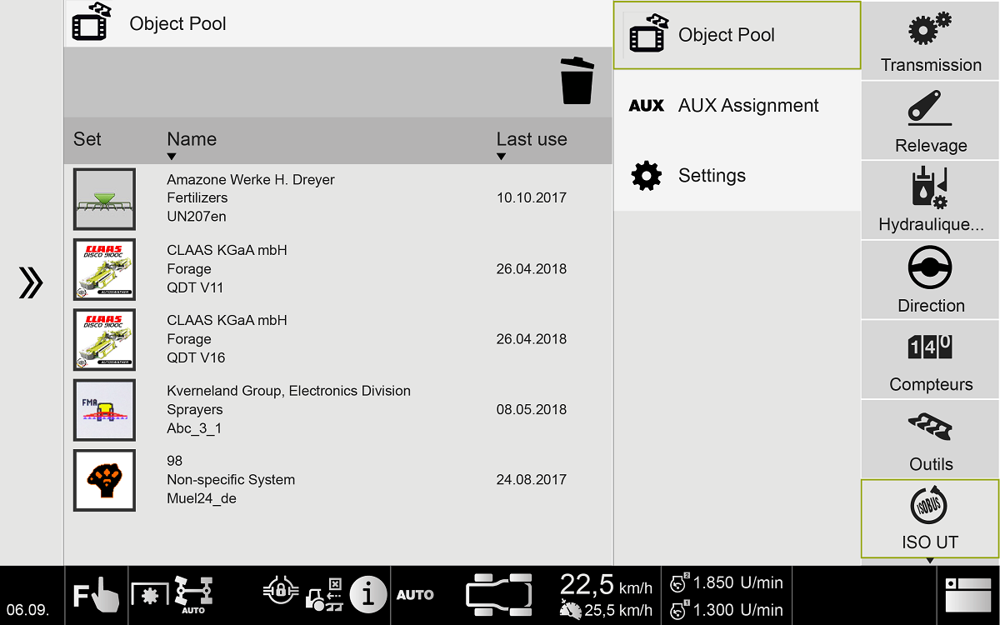 Object Pool
Set
Name
Last use
Amazone Werke H. Dreyer
Fertilizers
UN207en
10.10.2017
CLAAS
DISCO 9100C
AUTOSWATHER
CLAAS KGaA mbH
Forage
QDT V11
26.04.2018
CLAAS
DISCO 9100C
AUTOSWATHER
CLAAS KGaA mbH
Forage
QDT V16
26.04.2018
FMA
Kverneland Group, Electronics Division
Sprayers
Abc_3_1
08.05.2018
98
Non-specific System
Muel24_de
24.08.2017
Object Pool
AUX AUX Assignment
Settings
Transmission
Relevage
Hydraulique...
Direction
140
Compteurs
Outils
ISOBUS
ISO UT
06.09.
F
AUTO
i
AUTO
22,5 km/h
25,5 km/h
2 1.850 U/min
1 1.300 U/min